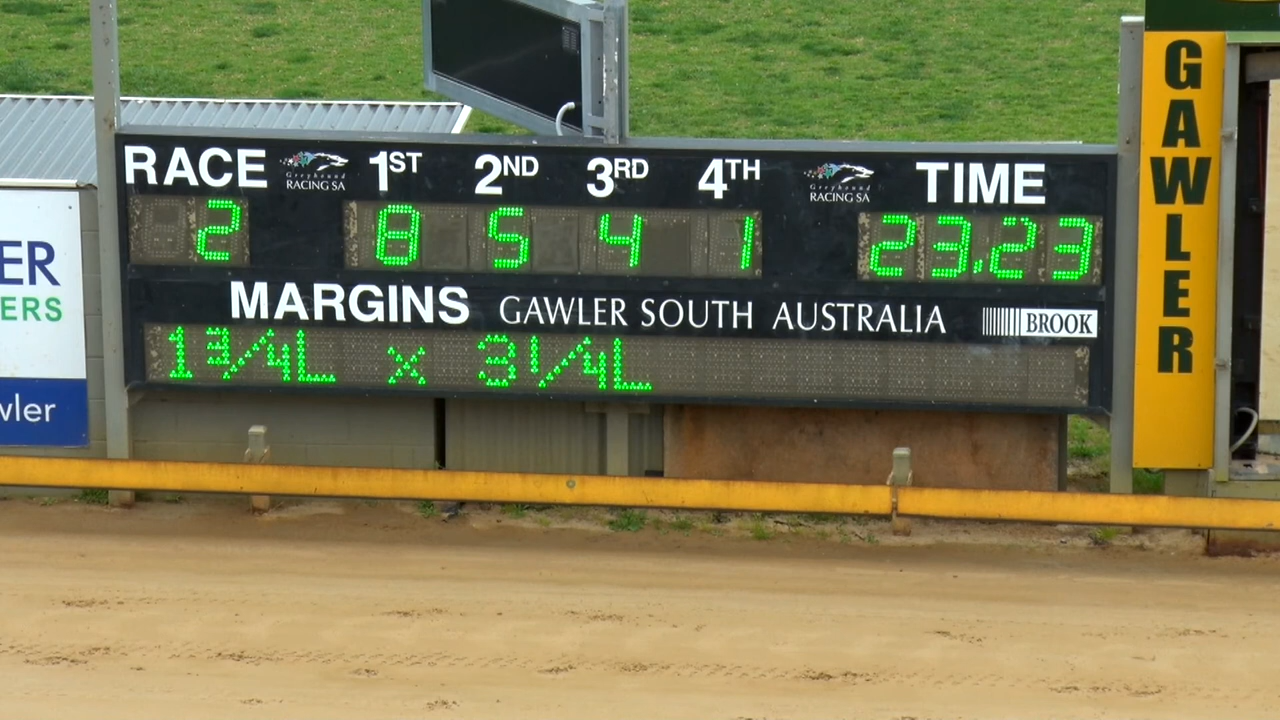 RACE 1ST 2ND 3RD 4TH TIME
Greyhound RACING SA
Greyhound RACING SA
2 8 5 4 1 23.23
MARGINS GAWLER SOUTH AUSTRALIA BROOK
1 3/4L x 3 1/4L
GAWLER
ER
ERS
wler